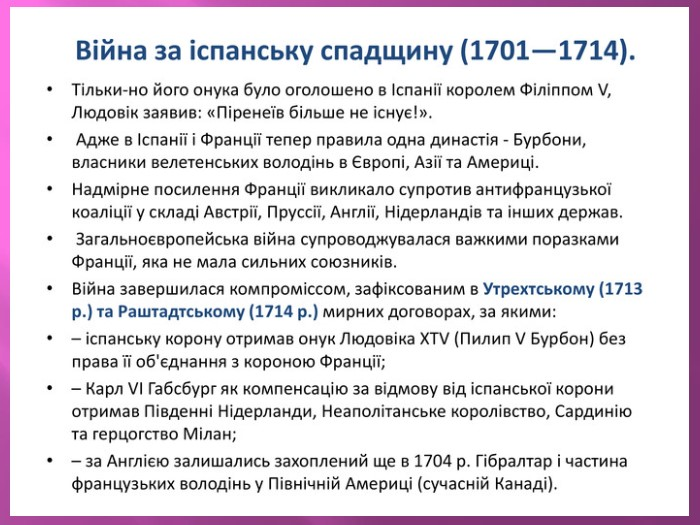 Війна за іспанську спадщину (1701—1714).
• Тільки-но його онука було оголошено в Іспанії королем Філіппом V,
Людовік заявив: «Піренеїв більше не існує!».
• Адже в Іспанії і Франції тепер правила одна династія - Бурбони,
власники велетенських володінь в Європі, Азії та Америці.
• Надмірне посилення Франції викликало супротив антифранцузької
коаліції у складі Австрії, Пруссії, Англії, Нідерландів та інших держав.
• Загальноєвропейська війна супроводжувалася важкими поразками
Франції, яка не мала сильних союзників.
• Війна завершилася компроміссом, зафіксованим в Утрехтському (1713
р.) та Раштадтському (1714 р.) мирних договорах, за якими:
• – іспанську корону отримав онук Людовіка XTV (Пилип V Бурбон) без
права її об'єднання з короною Франції;
• – Карл VI Габсбург як компенсацію за відмову від іспанської корони
отримав Південні Нідерланди, Неаполітанське королівство, Сардинію
та герцогство Мілан;
• – за Англією залишались захоплений ще в 1704 р. Гібралтар і частина
французьких володінь у Північній Америці (сучасній Канаді).